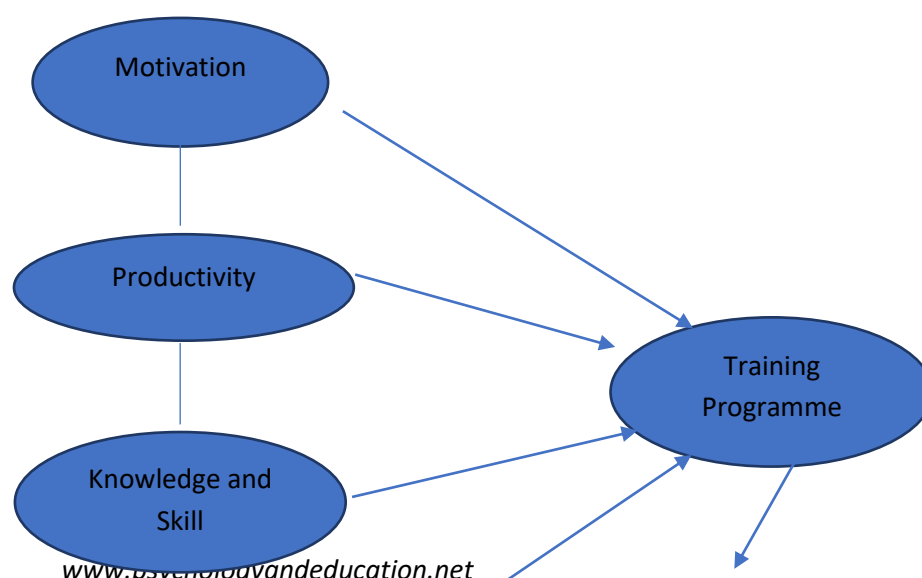 Motivation
Productivity
Training
Programme
Knowledge and
Skill
www.psychologyandeducation.net